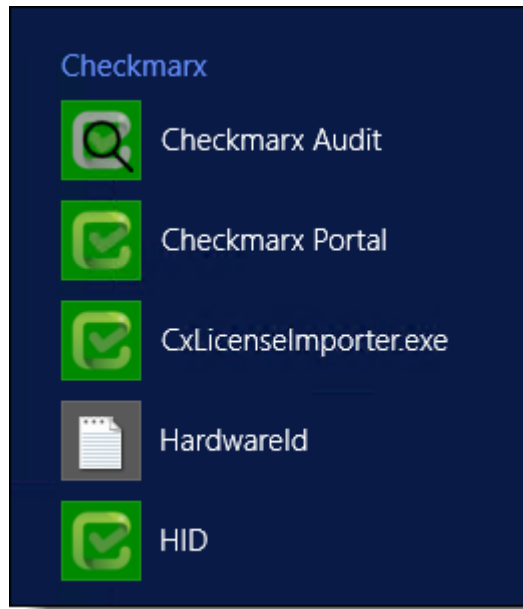 Checkmarx
Checkmarx Audit
Checkmarx Portal
CxLicenseImporter.exe
HardwareId
HID